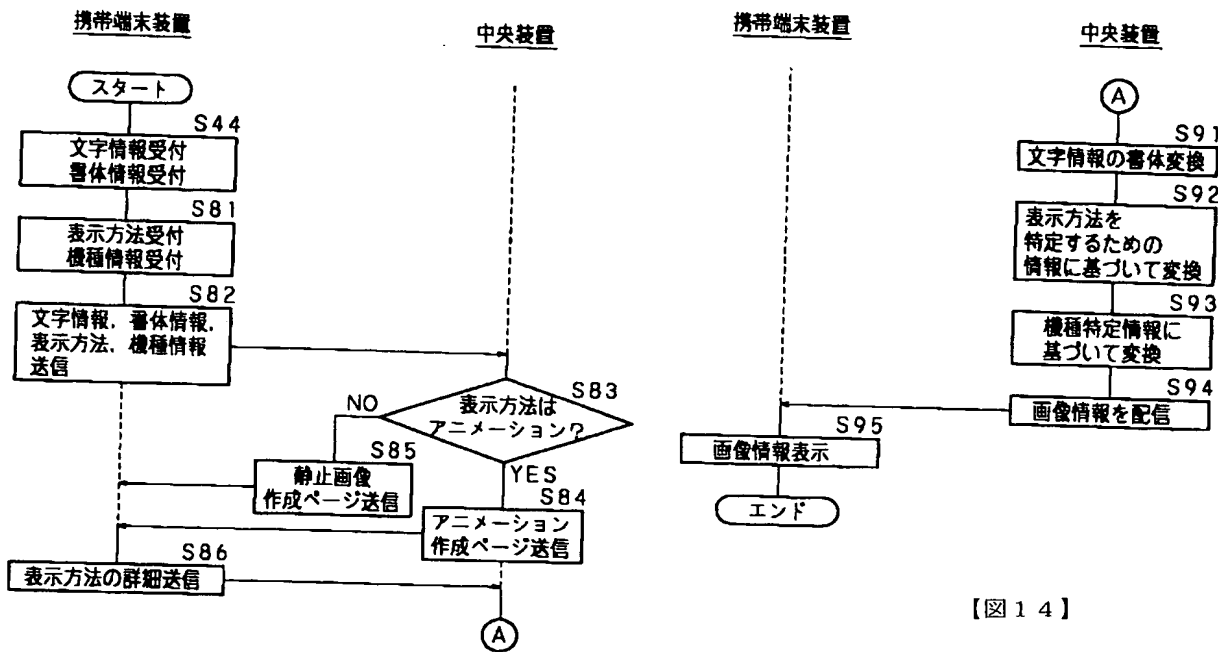 携帯端末装置
中央装置
スタート
S44
文字情報受付
書体情報受付
S81
表示方法受付
機種情報受付
S82
文字情報，書体情報，
表示方法，機種情報
送信
S83
表示方法は
アニメーション？
NO
YES
S85
静止画像
作成ページ送信
S84
アニメーション
作成ページ送信
S86
表示方法の詳細送信
A
携帯端末装置
中央装置
A
S91
文字情報の書体変換
S92
表示方法を
特定するための
情報に基づいて変換
S93
機種特定情報に
基づいて変換
S94
画像情報を配信
S95
画像情報表示
エンド
【図１４】